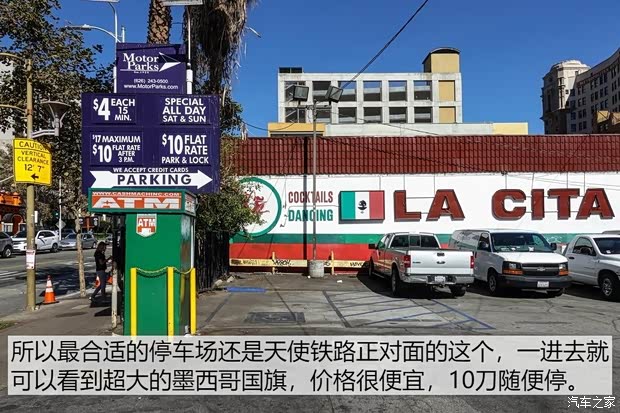 Motor
Parks
(626) 243-0500
www.MotorParks.com
$4 EACH
15
MIN.
SPECIAL
ALL DAY
SAT & SUN
$17 MAXIMUM
$10 FLAT
RATE
AFTER
3 P.M.
$10 FLAT
RATE
PARK & LOCK
WE ACCEPT CREDIT CARDS
PARKING
CAUTION
VERTICAL
CLEARANCE
12' 7"
WWW.CASHMACHINE.COM
ATM
ATM
COCKTAILS
DANCING
LA CITA
所以最合适的停车场还是天使铁路正对面的这个，一进去就
可以看到超大的墨西哥国旗，价格很便宜，10刀随便停。
汽车之家